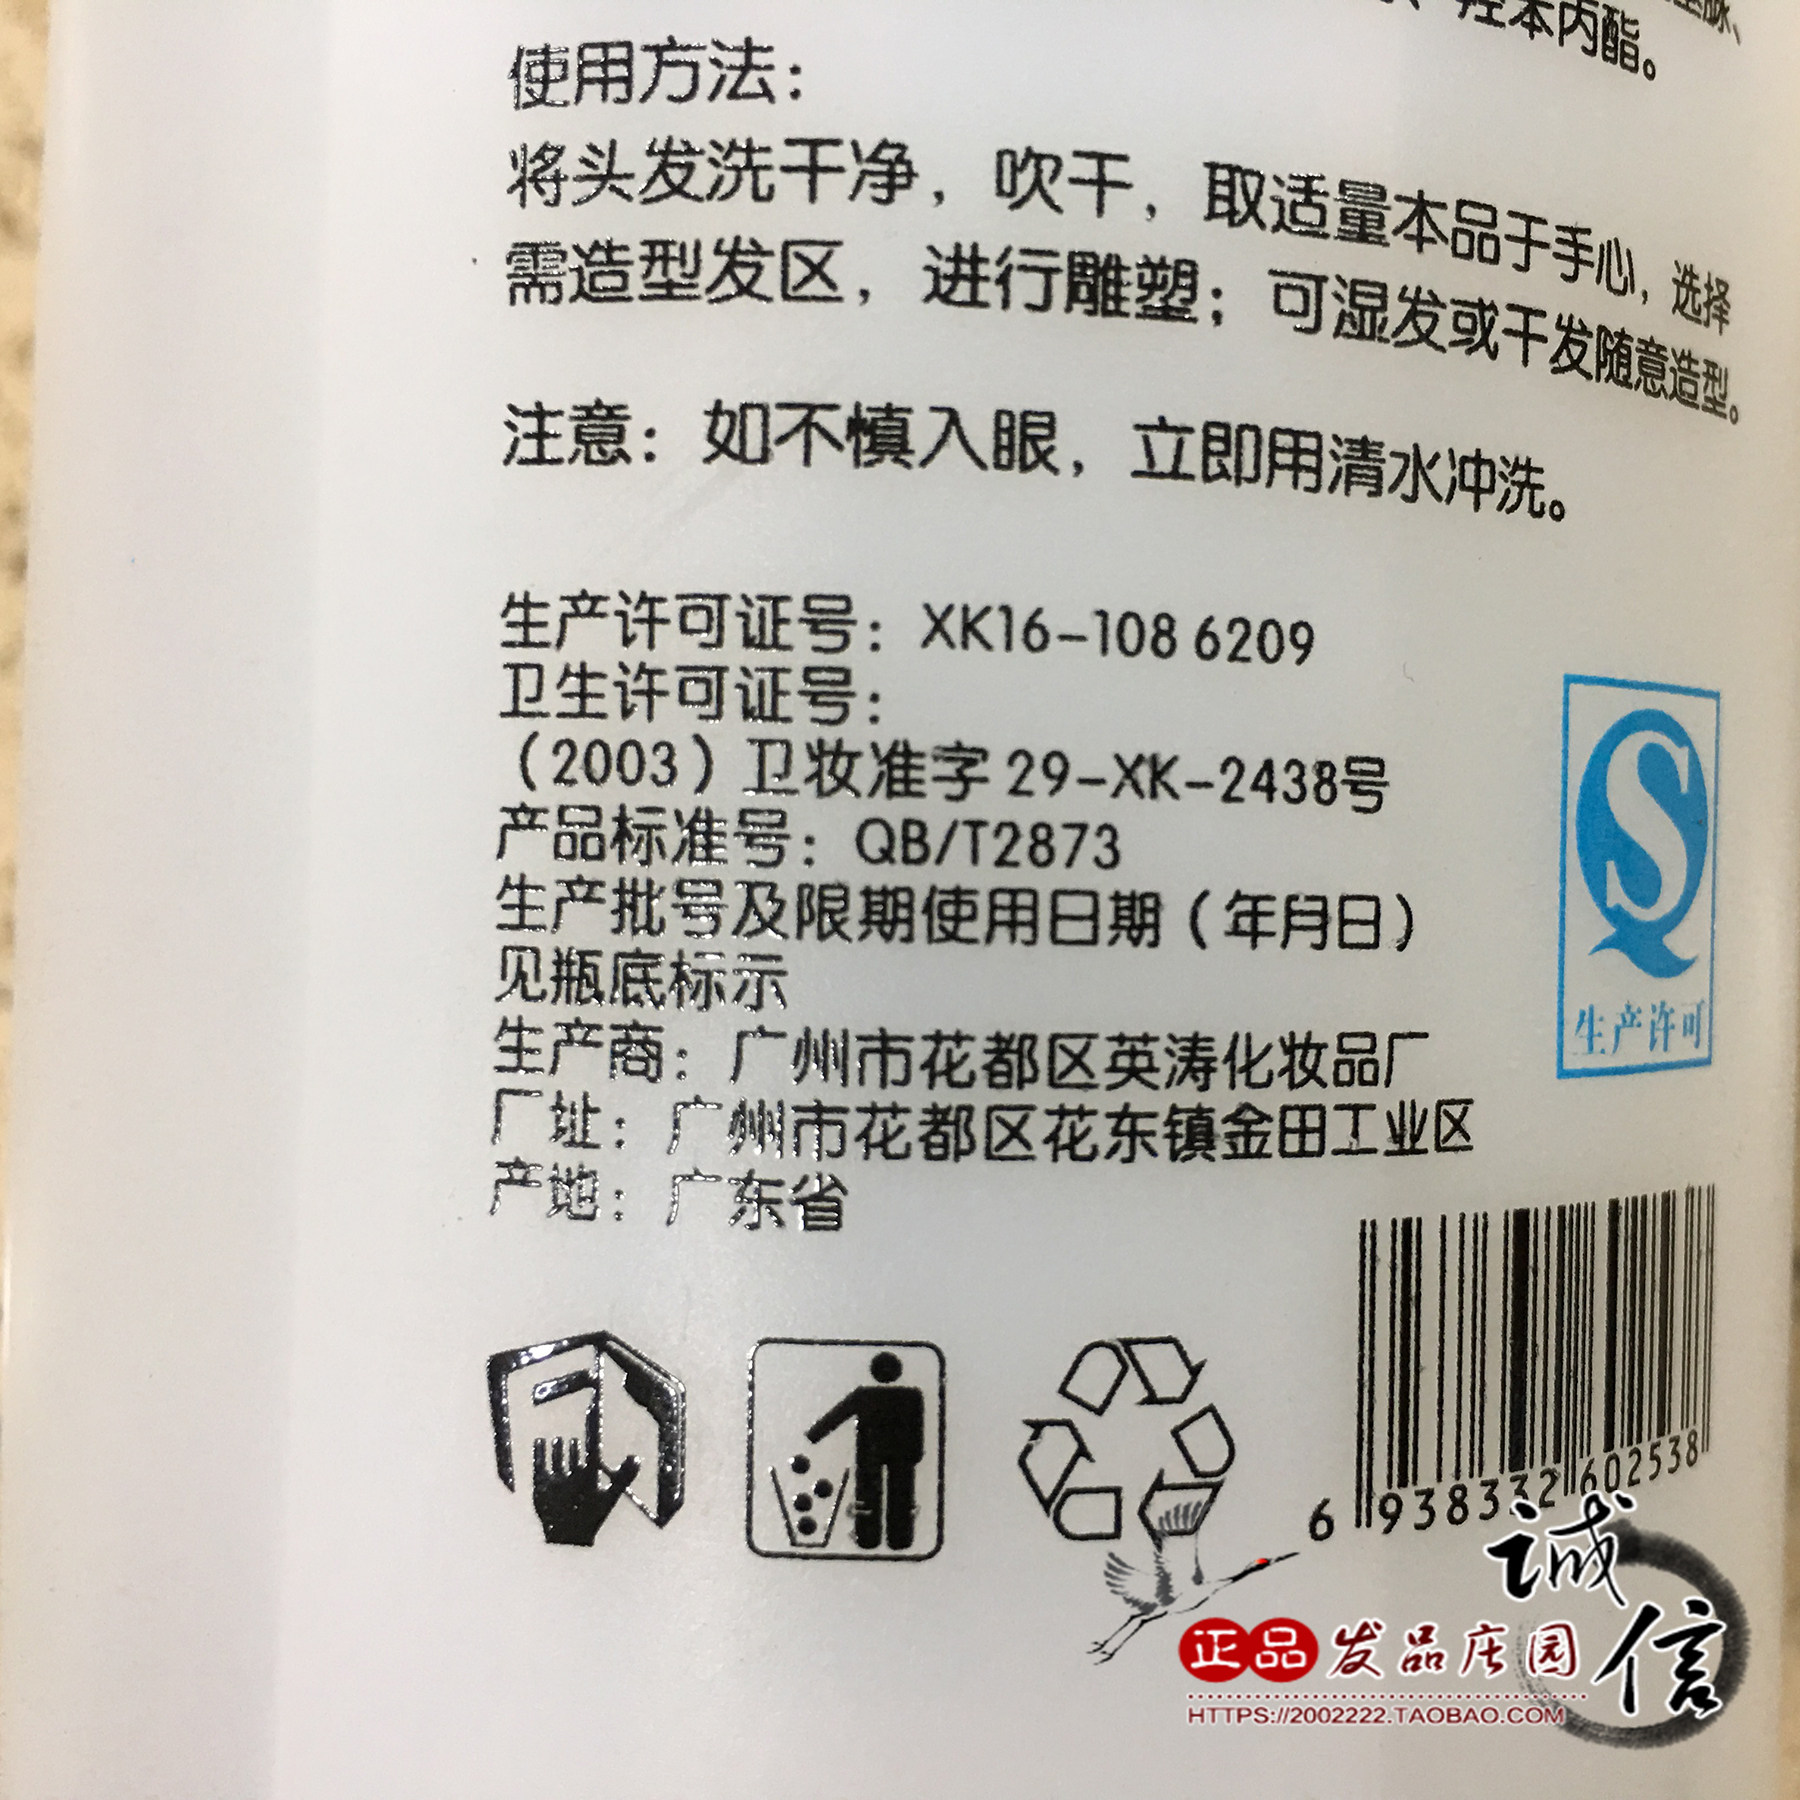 羟本丙酯。
使用方法：
将头发洗干净，吹干，取适量本品于手心，选择
需造型发区，进行雕塑；可湿发或干发随意造型。
注意：如不慎入眼，立即用清水冲洗。
生产许可证号：XK16-108 6209
卫生许可证号：
（2003）卫妆准字 29-XK-2438号
产品标准号：QB/T2873
生产批号及限期使用日期（年月日）
见瓶底标示
生产商：广州市花都区英涛化妆品厂
厂址：广州市花都区花东镇金田工业区
产地：广东省
生产许可
6 938332 602538
诚信
正品 发品庄园
HTTPS://2002222.TAOBAO.COM